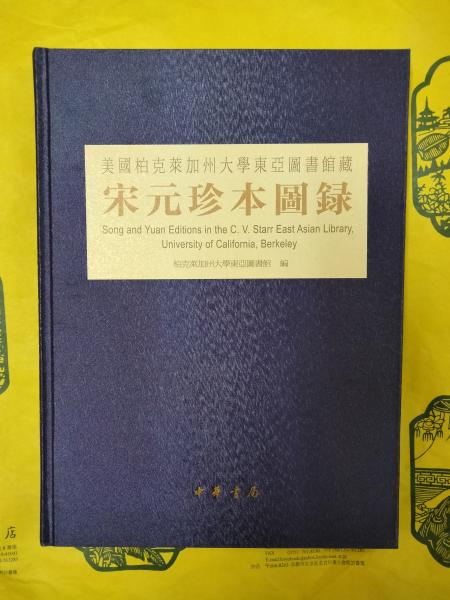 美國柏克萊加州大學東亞圖書館藏
宋元珍本圖録
Song and Yuan Editions in the C. V. Starr East Asian Library,
University of California, Berkeley
柏克萊加州大學東亞圖書館 編
中華書局
店
FAX